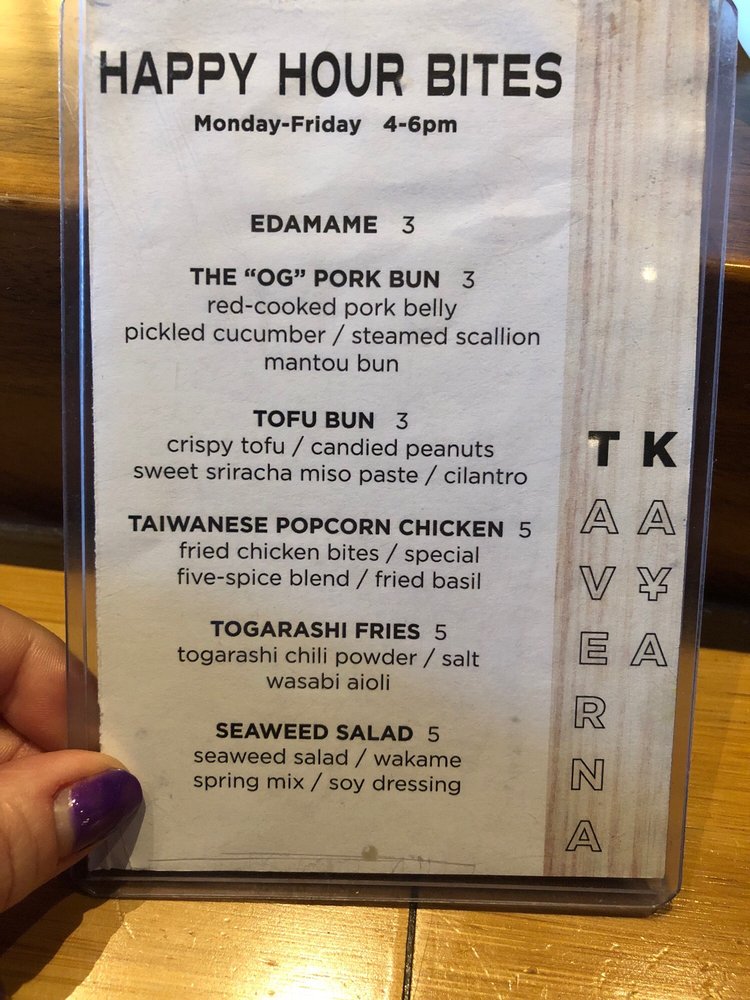 HAPPY HOUR BITES
Monday-Friday 4-6pm
EDAMAME 3
THE “OG” PORK BUN 3
red-cooked pork belly
pickled cucumber / steamed scallion
mantou bun
TOFU BUN 3
crispy tofu / candied peanuts
sweet sriracha miso paste / cilantro
TAIWANESE POPCORN CHICKEN 5
fried chicken bites / special
five-spice blend / fried basil
TOGARASHI FRIES 5
togarashi chili powder / salt
wasabi aioli
SEAWEED SALAD 5
seaweed salad / wakame
spring mix / soy dressing
KA¥A
TAVERNA